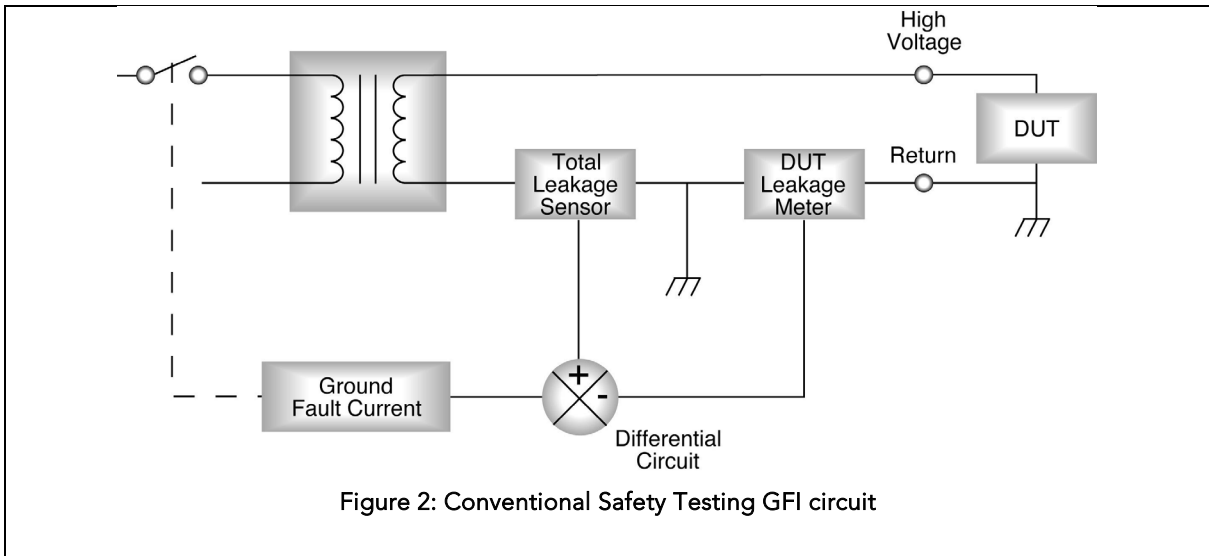 High
Voltage
DUT
Total
Leakage
Sensor
DUT
Leakage
Meter
Return
Ground
Fault Current
+
-
Differential
Circuit
Figure 2: Conventional Safety Testing GFI circuit